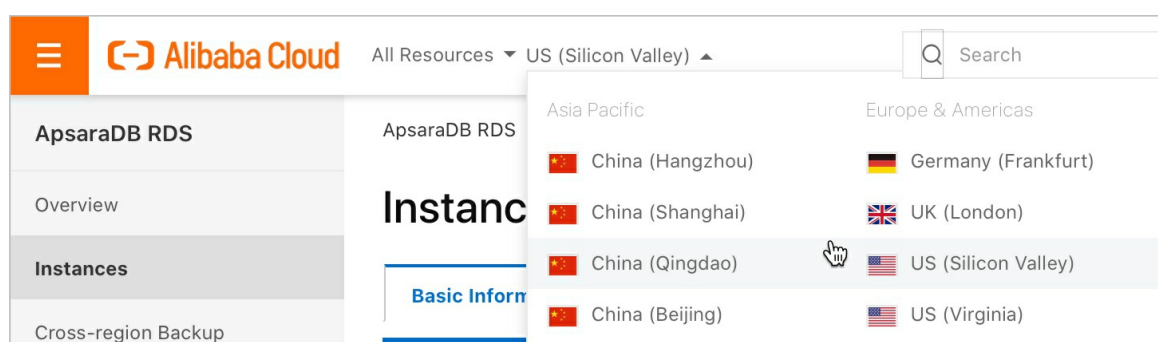 Alibaba Cloud
All Resources
US (Silicon Valley)
Search
ApsaraDB RDS
Overview
Instances
Cross-region Backup
ApsaraDB RDS
Instanc
Basic Inform
Asia Pacific
China (Hangzhou)
China (Shanghai)
China (Qingdao)
China (Beijing)
Europe & Americas
Germany (Frankfurt)
UK (London)
US (Silicon Valley)
US (Virginia)